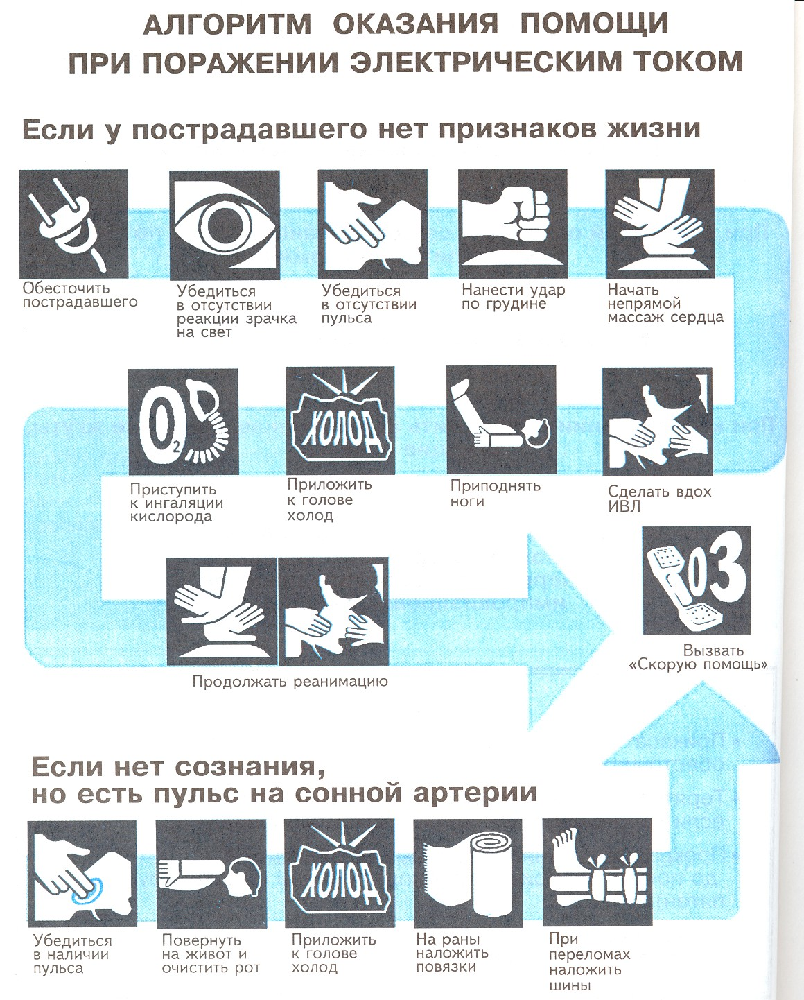 АЛГОРИТМ ОКАЗАНИЯ ПОМОЩИ
ПРИ ПОРАЖЕНИИ ЭЛЕКТРИЧЕСКИМ ТОКОМ
Если у пострадавшего нет признаков жизни
Обесточить
пострадавшего
Убедиться
в отсутствии
реакции зрачка
на свет
Убедиться
в отсутствии
пульса
Нанести удар
по грудине
Начать
непрямой
массаж сердца
O2
Приступить
к ингаляции
кислорода
ХОЛОД
Приложить
к голове
холод
Приподнять
ноги
Сделать вдох
ИВЛ
Продолжать реанимацию
03
Вызвать
«Скорую помощь»
Если нет сознания,
но есть пульс на сонной артерии
Убедиться
в наличии
пульса
Повернуть
на живот и
очистить рот
ХОЛОД
Приложить
к голове
холод
На раны
наложить
повязки
При
переломах
наложить
шины